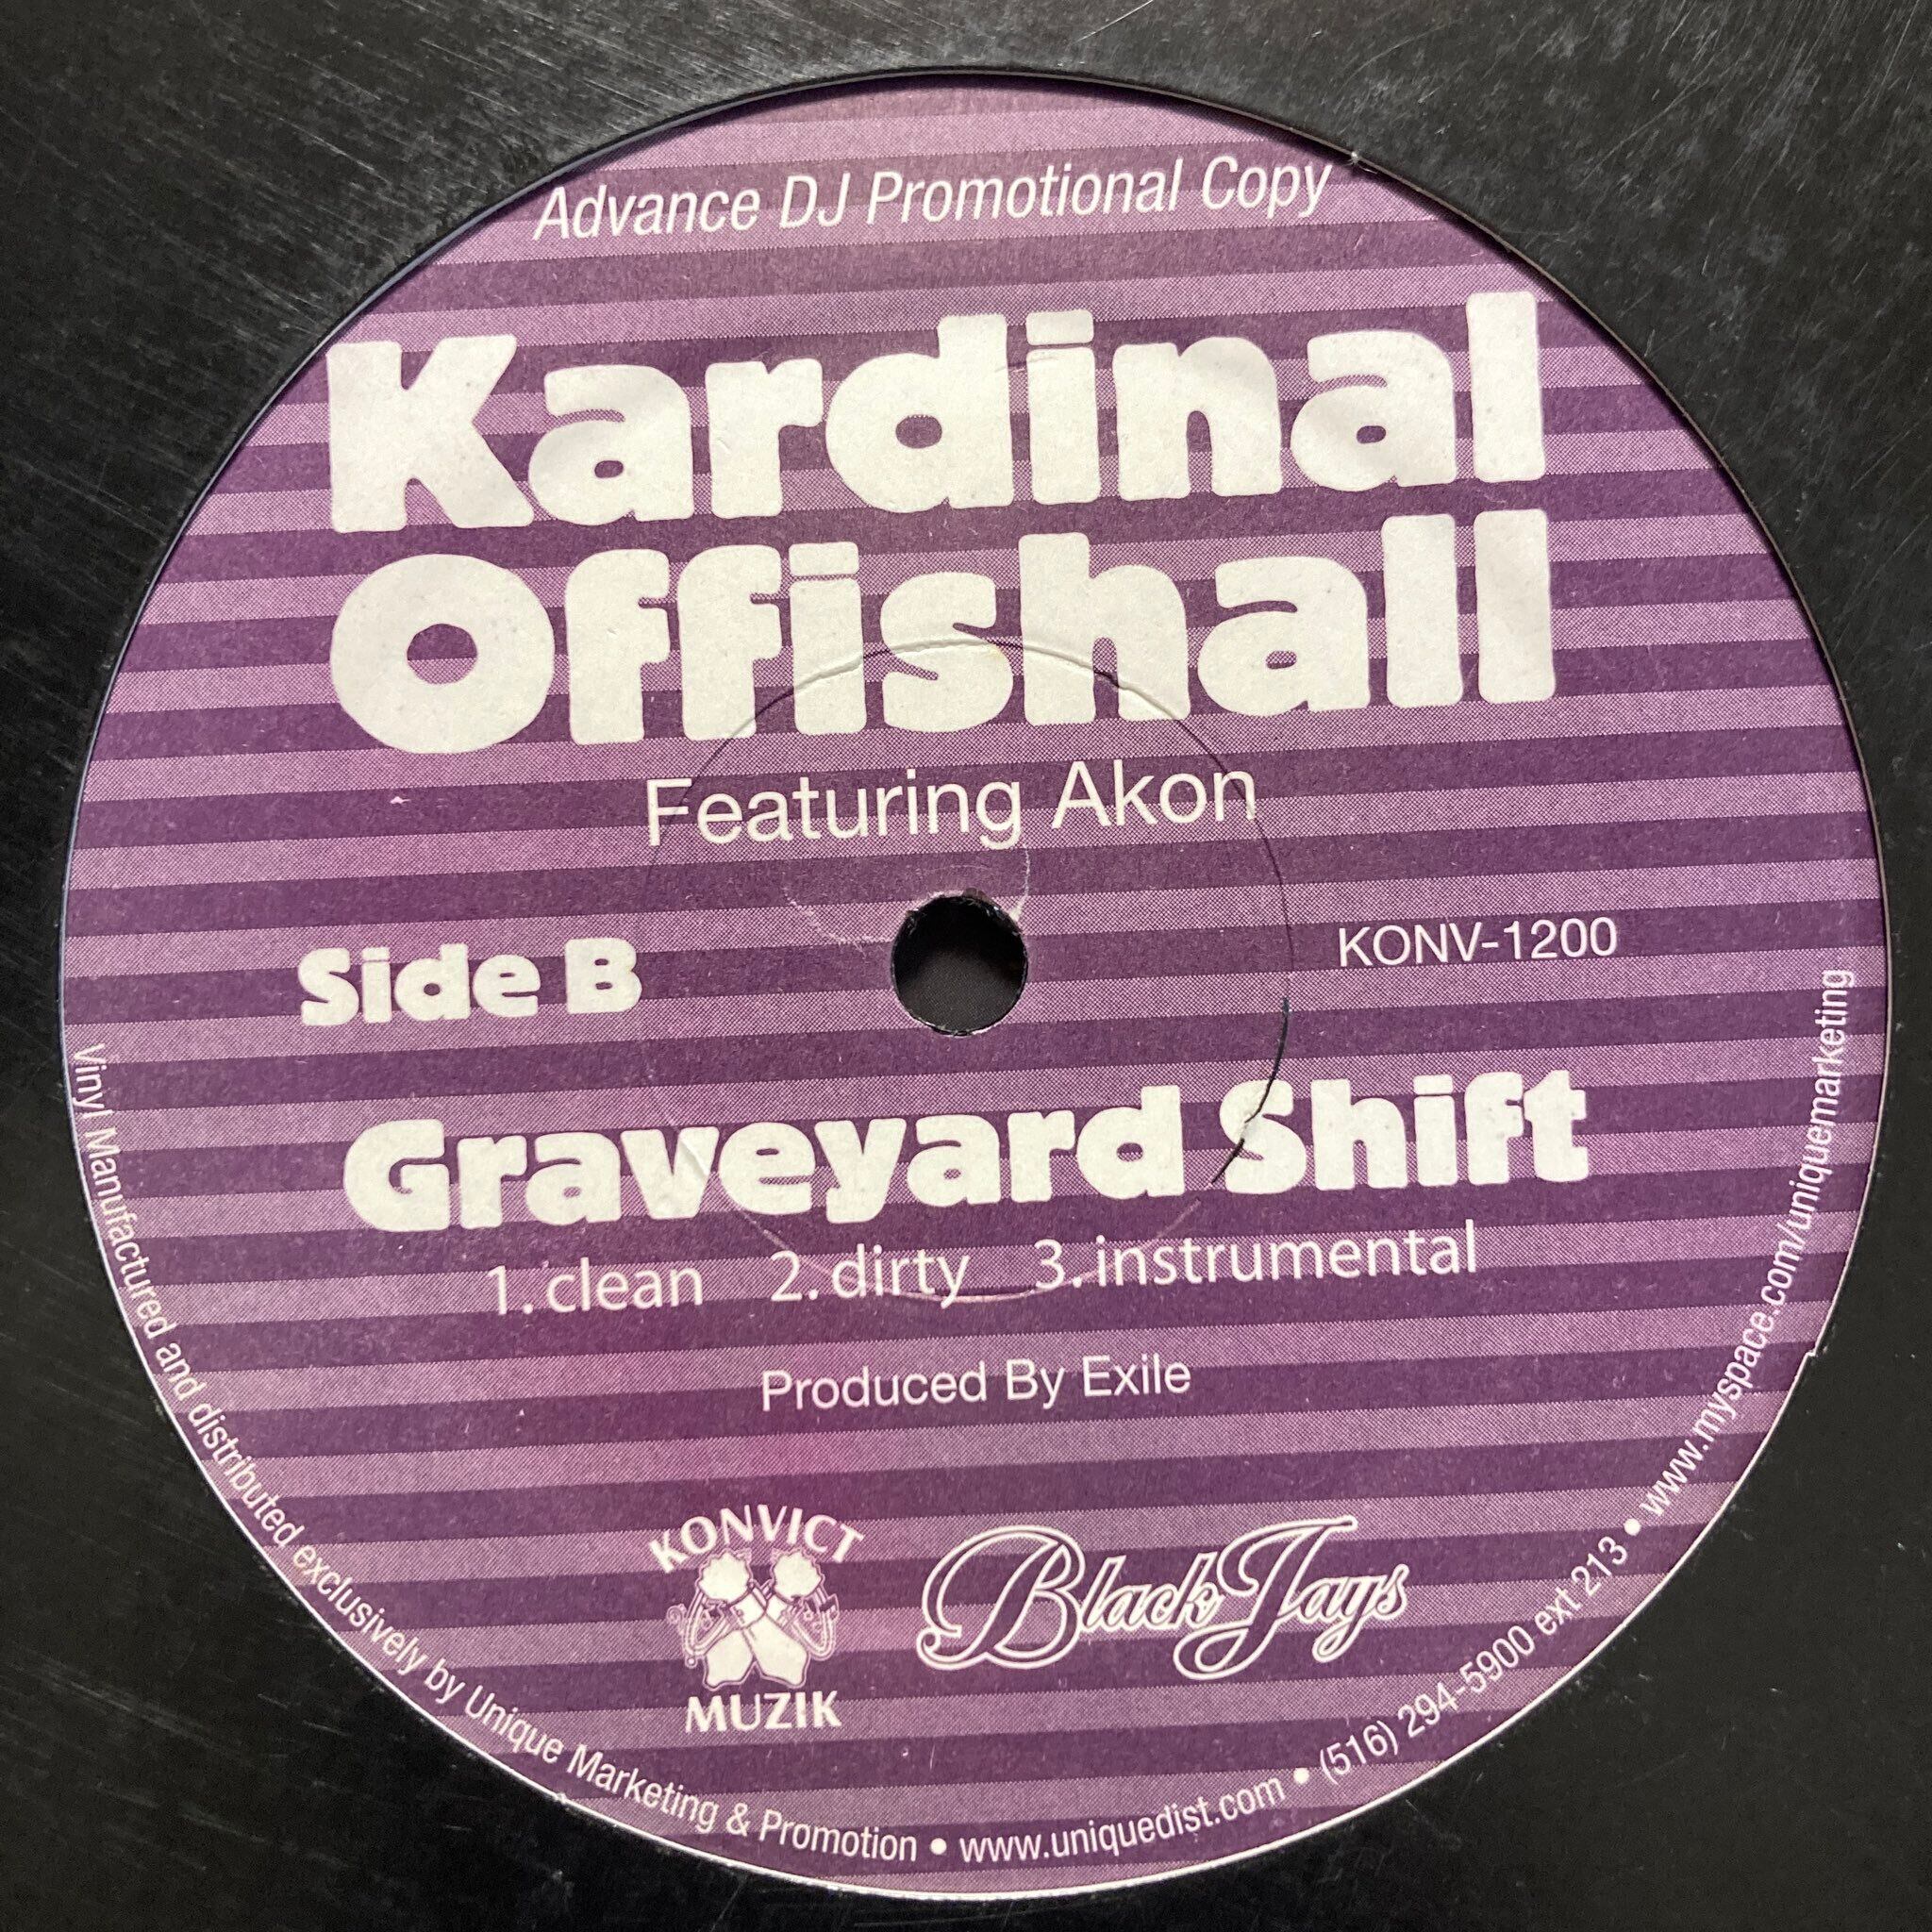 Advance DJ Promotional Copy
Kardinal
Offishall
Featuring Akon
Side B
KONV-1200
Graveyard Shift
1. clean 2. dirty 3. instrumental
Produced By Exile
KONVICT
MUZIK
Black Jays
Vinyl Manufactured and distributed exclusively by Unique Marketing & Promotion • www.uniquedist.com • (516) 294-5900 ext 213 • www.myspace.com/uniquemarketing